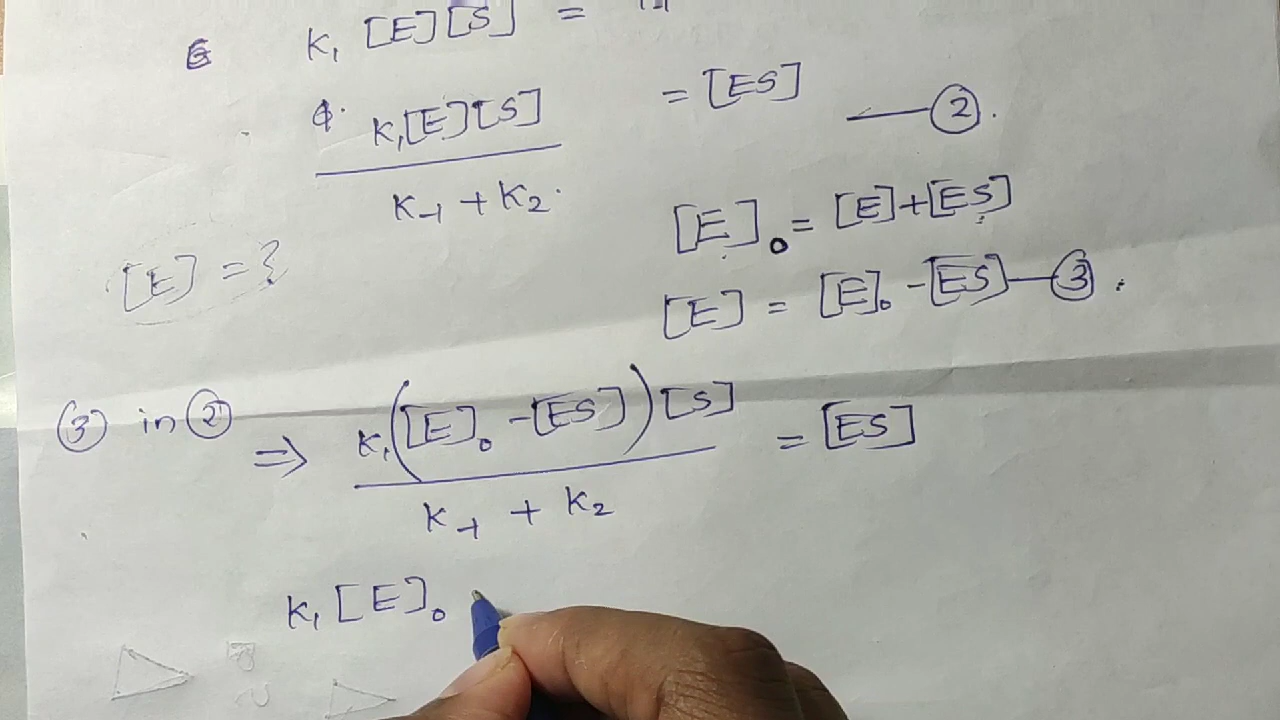 K₁ [E][S] =
K₁[E][S] / K₋₁ + K₂ = [ES] — ②.
[E]₀ = [E]+[ES]
[E] = ?
[E] = [E]₀ - [ES] — ③.
③ in ② ⇒ K₁([E]₀ - [ES])[S] / K₋₁ + K₂ = [ES]
K₁ [E]₀